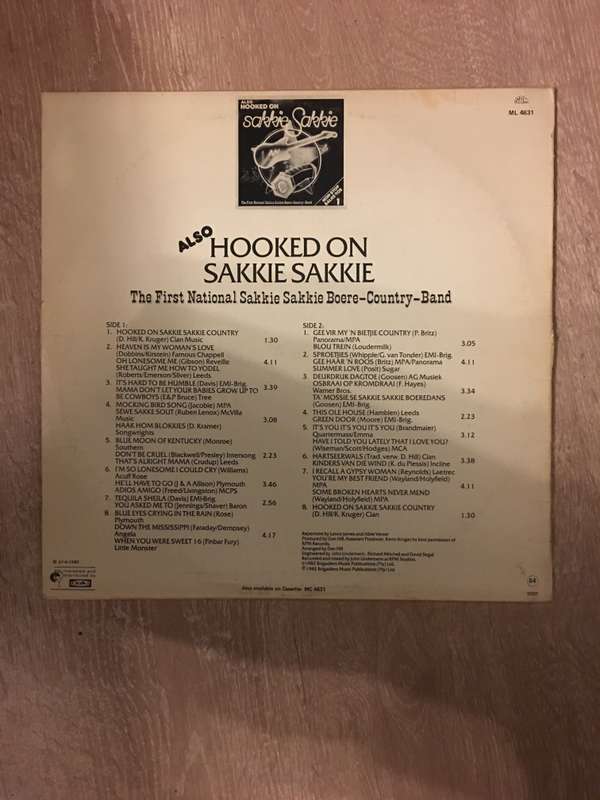 ML 4631
ALSO
HOOKED ON
sakkie Sakkie
The First National Sakkie Sakkie Boere-Country-Band
ALSO
HOOKED ON
SAKKIE SAKKIE
The First National Sakkie Sakkie Boere-Country-Band
SIDE 1:
1. HOOKED ON SAKKIE SAKKIE COUNTRY
(D. Hill/K. Kruger) Clan Music 1.30
2. HEAVEN IS MY WOMAN'S LOVE
(Dobbins/Kirstein) Famous Chappell
OH LONESOME ME (Gibson) Reveille 4.11
SHE TAUGHT ME HOW TO YODEL
(Roberts Emerson/Silver) Leeds
3. IT'S HARD TO BE HUMBLE (Davis) EMI-Brig. 3.39
MAMA DON'T LET YOUR BABIES GROW UP TO
BE COWBOYS (E&P Bruce) Tree
4. MOCKING BIRD SONG (Jacobie) MPA
SEWE SAKKE SOUT (Ruben Lenox) McVilla
Music 3.08
HAAK HOM BLOKKIES (D. Kramer)
Songwrights
5. BLUE MOON OF KENTUCKY (Monroe)
Southern
DON'T BE CRUEL (Blackwell/Presley) Intersong 2.23
THAT'S ALRIGHT MAMA (Crudup) Leeds
6. I'M SO LONESOME I COULD CRY (Williams)
Acuff Rose
HE'LL HAVE TO GO (J & A Allison) Plymouth 3.46
ADIOS AMIGO (Freed/Livingston) MCPS
7. TEQUILA SHEILA (Davis) EMI-Brig. 2.56
YOU ASKED ME TO (Jennings/Shaver) Baron
8. BLUE EYES CRYING IN THE RAIN (Rose)
Plymouth
DOWN THE MISSISSIPPI (Faraday/Dempsey) 4.17
Angela
WHEN YOU WERE SWEET 16 (Finbar Fury)
Little Monster
SIDE 2:
1. GEE VIR MY 'N BIETJIE COUNTRY (P. Britz)
Panorama/MPA 3.05
BLOU TREIN (Loudermilk)
2. SPROETJIES (Whipple/G. van Tonder) EMI-Brig.
GEE HAAR 'N ROOS (Britz) MPA/Panorama 4.11
SUMMER LOVE (Posit) Sugar
3. DEURDRUK DAGTOE (Goosen) AG Musiek
OSBRAAI OP KROMDRAAI (F. Hayes)
Warner Bros. 3.34
TA' MOSSIE SE SAKKIE SAKKIE BOEREDANS
(Goosen) EMI-Brig.
4. THIS OLE HOUSE (Hamblen) Leeds 2.23
GREEN DOOR (Moore) EMI-Brig.
5. IT'S YOU IT'S YOU IT'S YOU (Brandmaier)
Quartermass/Emma 3.12
HAVE I TOLD YOU LATELY THAT I LOVE YOU?
(Wiseman/Scott/Hodges) MCA
6. HARTSEERWALS (Trad. verw. D. Hill) Clan 3.38
KINDERS VAN DIE WIND (K. du Plessis) Incline
7. I RECALL A GYPSY WOMAN (Reynolds) Laetrec
YOU'RE MY BEST FRIEND (Wayland/Holyfield)
MPA 4.11
SOME BROKEN HEARTS NEVER MEND
(Wayland/Holyfield) MPA
8. HOOKED ON SAKKIE SAKKIE COUNTRY
(D. Hill/K. Kruger) Clan 1.30
Arranged by Dan Hill
Also available on Cassette: MC 4631